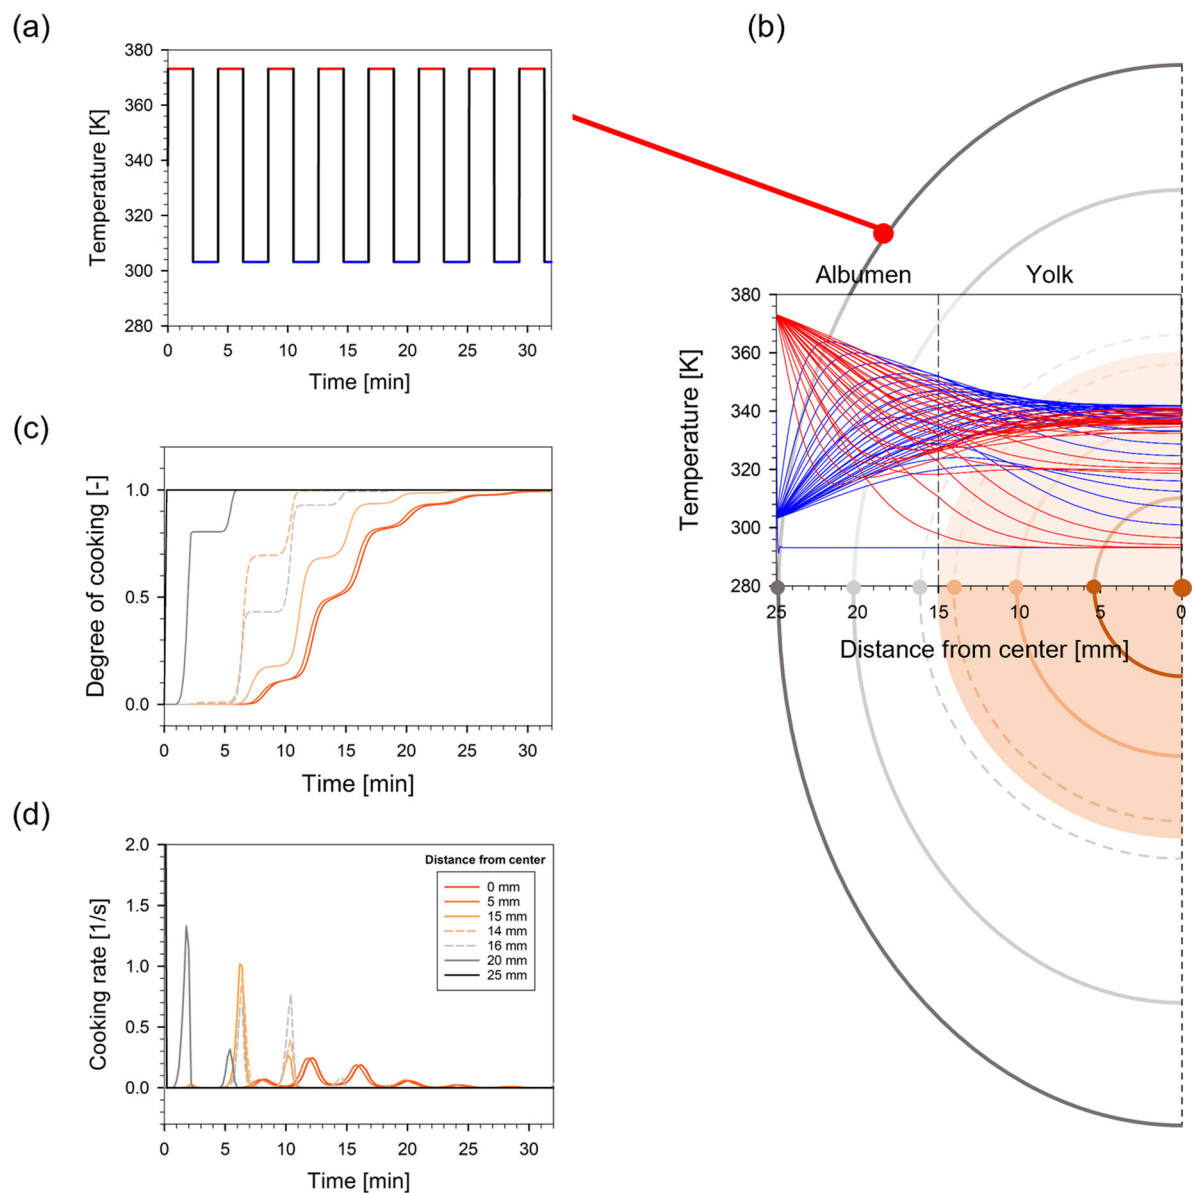 (a)
380
360
340
320
300
280
Temperature [K]
0 5 10 15 20 25 30
Time [min]
(b)
Albumen Yolk
380
360
340
320
300
280
Temperature [K]
25 20 15 10 5 0
Distance from center [mm]
(c)
1.0
0.5
0.0
Degree of cooking [-]
0 5 10 15 20 25 30
Time [min]
(d)
2.0
1.5
1.0
0.5
0.0
Cooking rate [1/s]
Distance from center
0 mm
5 mm
15 mm
14 mm
16 mm
20 mm
25 mm
0 5 10 15 20 25 30
Time [min]